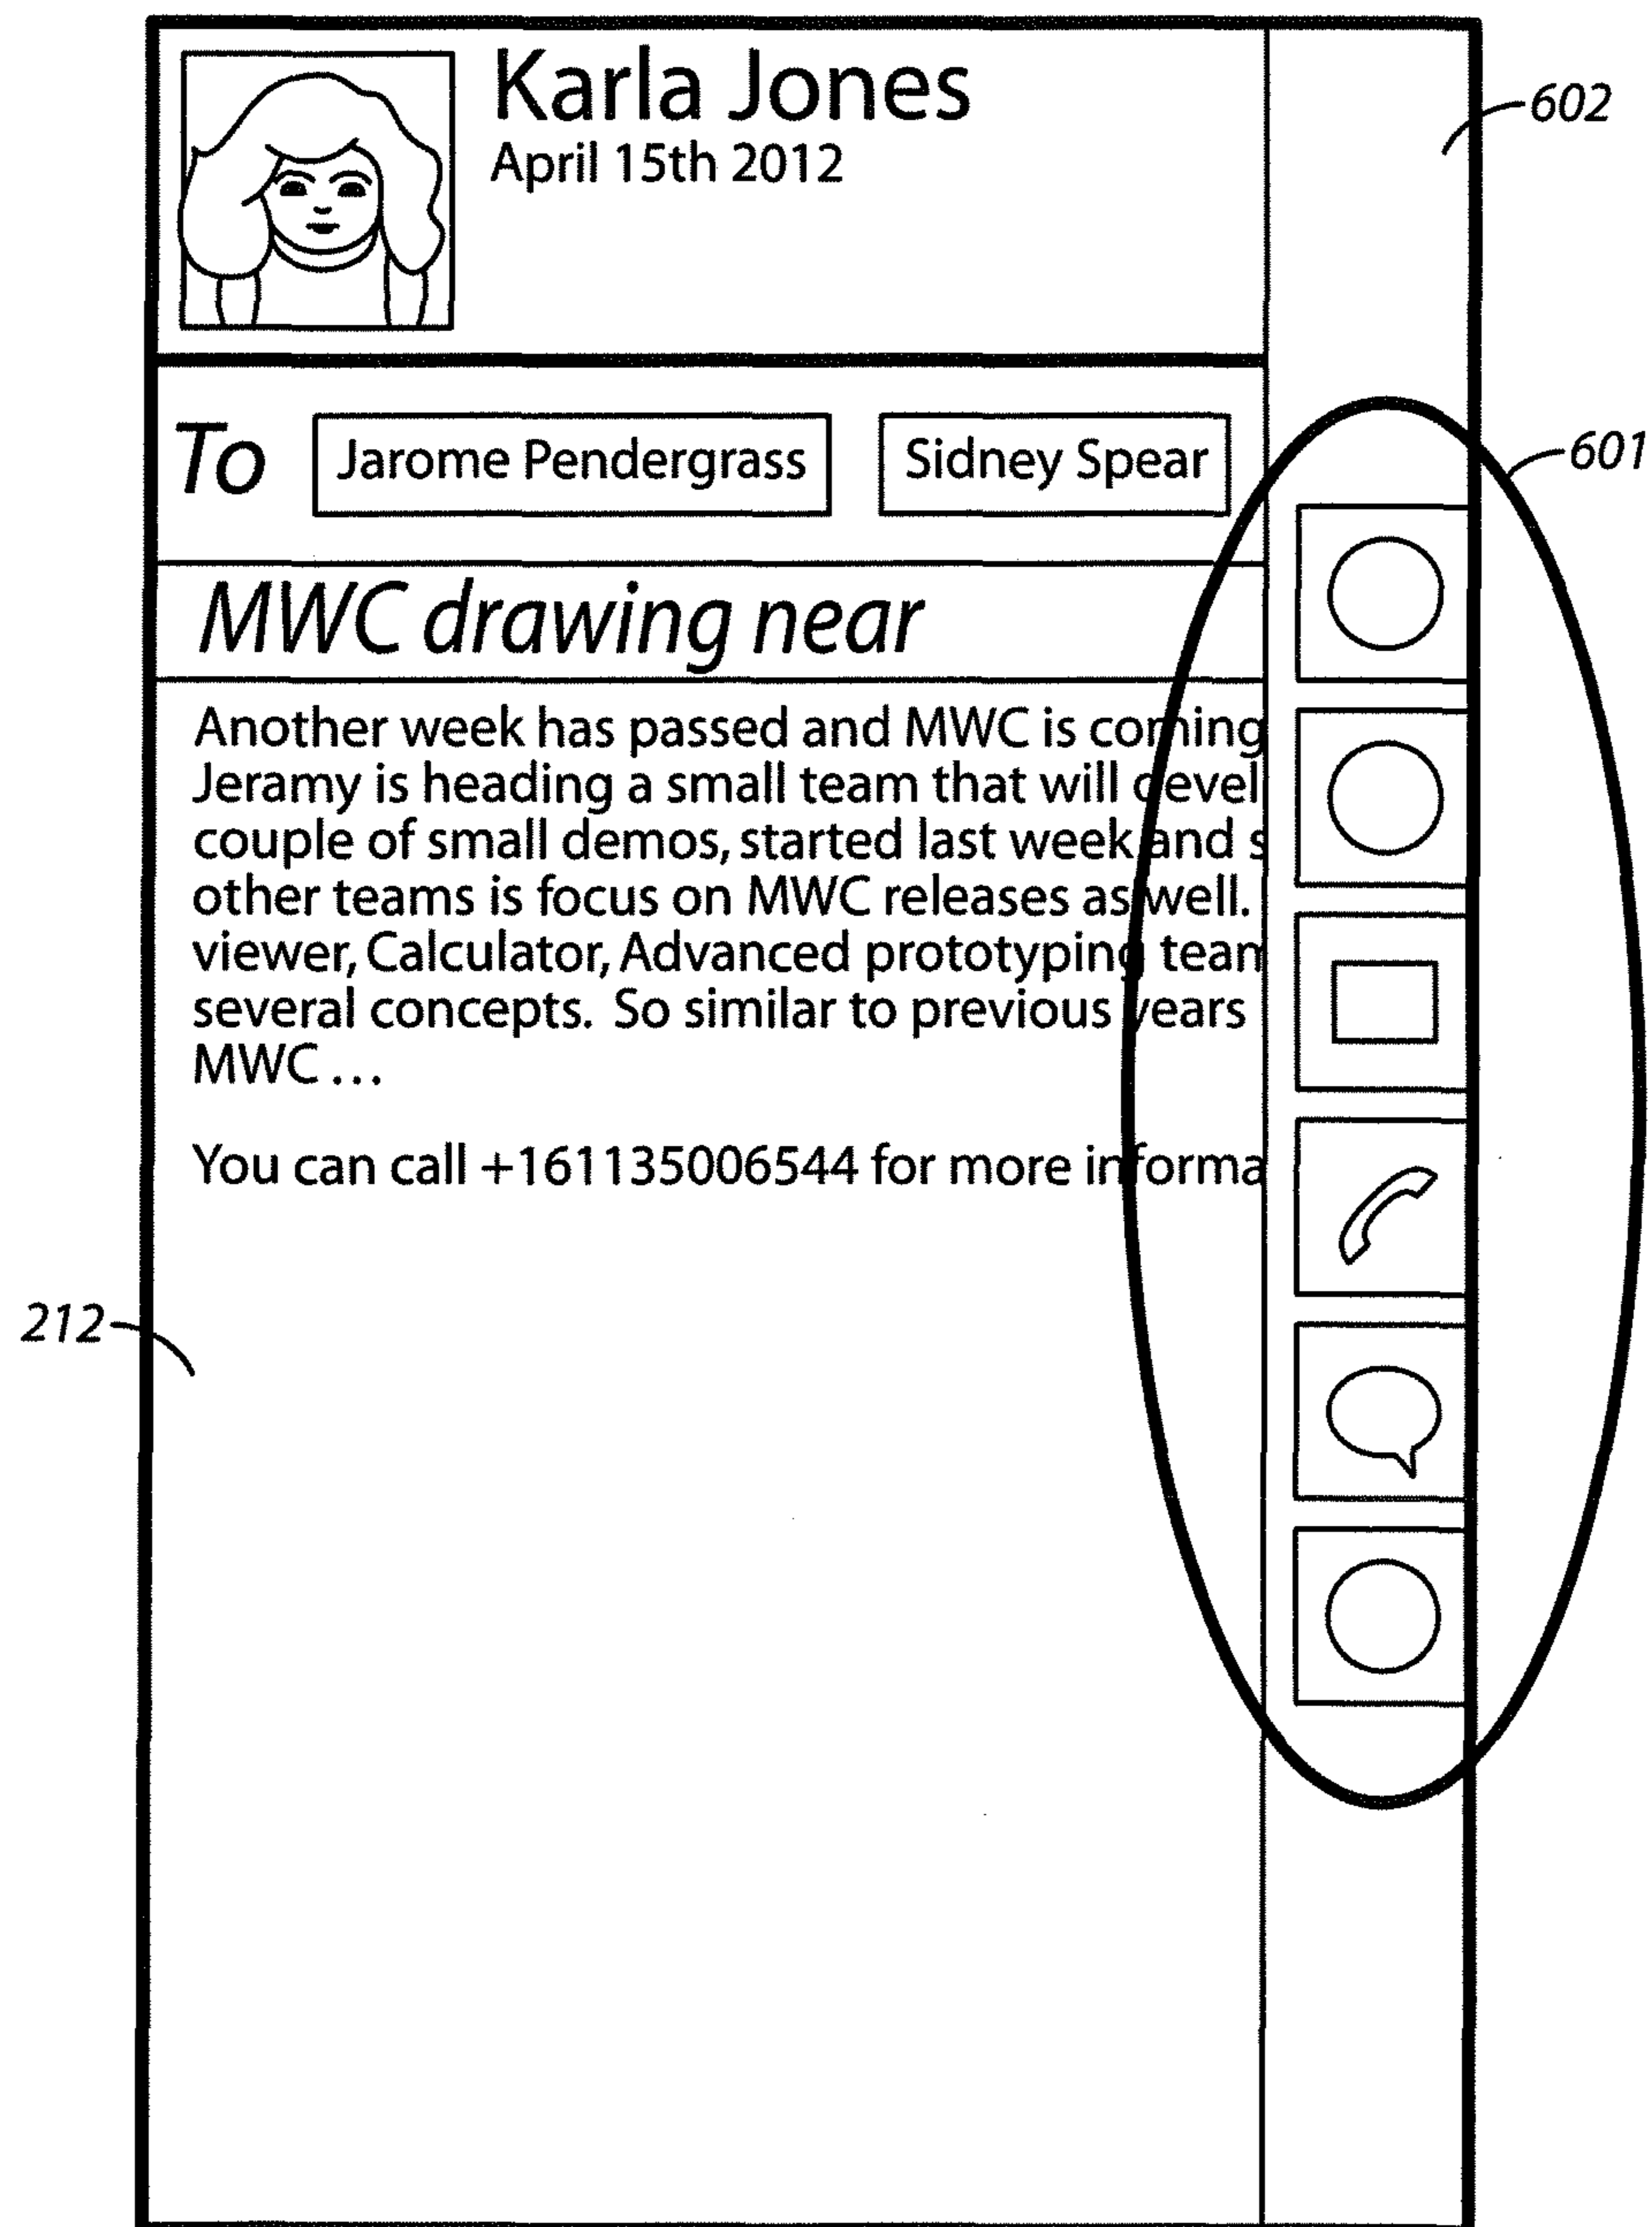 Karla Jones
April 15th 2012
602
To Jarome Pendergrass Sidney Spear
601
MWC drawing near
Another week has passed and MWC is coming
Jeramy is heading a small team that will devel
couple of small demos, started last week and s
other teams is focus on MWC releases as well.
viewer, Calculator, Advanced prototyping team
several concepts. So similar to previous years
MWC ...
You can call +161135006544 for more informa
212